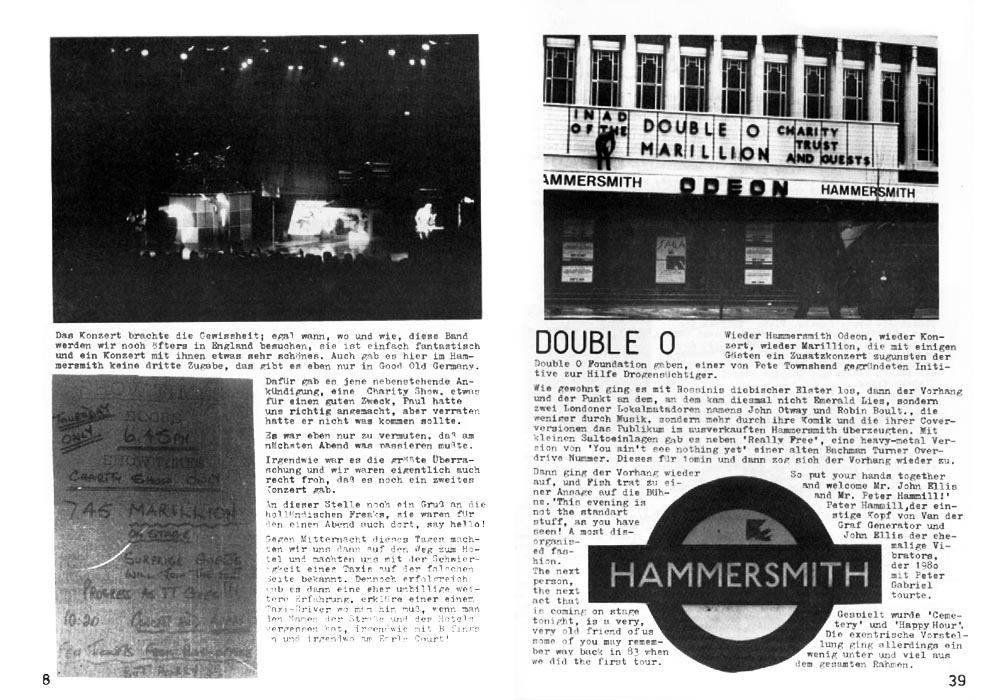 Das Konzert brachte die Gewissheit; egal wann, wo und wie, diese Band
werden wir noch öfters in England besuchen, sie ist einfach fantastisch
und ein Konzert mit ihnen etwas sehr schönes. Auch gab es hier im Ham-
mersmith keine dritte Zugabe, das gibt es eben nur in Good Old Germany.
THURSDAY
ONLY
CHARITY SHOW
7.45 MARILLION
ON STAGE
10:20
Dafür gab es jene nebenstehende An-
kündigung, eine Charity Show, etwas
für einen guten Zweck, Paul hatte
uns richtig angemacht, aber verraten
hatte er nicht was kommen sollte.
Es war eben nur zu vermuten, daß am
nächsten Abend was passieren mußte.
Irgendwie war es die größte Überra-
schung und wir waren eigentlich auch
recht froh, daß es noch ein zweites
Konzert gab.
An dieser Stelle noch ein Gruß an die
holländischen Freaks, sie waren für
den einen Abend auch dort, say hello!
Gegen Mitternacht dieses Tages mach-
ten wir uns dann auf den Weg zum Ho-
tel und machten uns mit der Schwier-
igkeit eines Taxis auf der falschen
Seite bekannt. Dennoch erfolgreich
gab es dann eine eher unbillige wei-
tere Erfahrung, erkläre einer einem
Taxi-Driver wo man hin muß, wenn man
den Namen der Straße und des Hotels
vergessen hat, irgendwie mit B fings
an und irgendwo am Earls Court!
8
IN AD
OF THE
DOUBLE O
MARILLION
CHARITY
TRUST
AND GUESTS
AMMERSMITH
ODEON
HAMMERSMITH
SAGA
DOUBLE O
Wieder Hammersmith Odeon, wieder Kon-
zert, wieder Marillion, die mit einigen
Gästen ein Zusatzkonzert zugunsten der
Double O Foundation gaben, einer von Pete Townshend gegründeten Initi-
tive zur Hilfe Drogensüchtiger.
Wie gewohnt ging es mit Rossinis diebischer Elster los, dann der Vorhang
und der Punkt an dem, an dem kam diesmal nicht Emerald Lies, sondern
zwei Londoner Lokalmatadoren namens John Otway und Robin Boult., die
weniger durch Musik, sondern mehr durch ihre Komik und die ihrer Cover-
versionen das Publikum im ausverkauften Hammersmith überzeugten. Mit
kleinen Sultoeinlagen gab es neben 'Really Free', eine heavy-metal Ver-
sion von 'You ain't see nothing yet' einer alten Bachman Turner Over-
drive Nummer. Dieses für 10min und dann zog sich der Vorhang wieder zu.
Dann ging der Vorhang wieder
auf, und Fish trat zu ei-
ner Ansage auf die Büh-
ne.'This evening is
not the standart
stuff, as you have
seen! A most dis-
organis-
ed fas-
hion.
The next
person,
the next
act that
is coming on stage
tonight, is a very,
very old friend of us
some of you may remem-
ber way back in 83 when
we did the first tour.
So put your hands together
and welcome Mr. John Ellis
and Mr. Peter Hammill!'
Peter Hammill,der ein-
stige Kopf von Van der
Graf Generator und
John Ellis der ehe-
malige Vi-
brators,
der 1980
mit Peter
Gabriel
tourte.
Gespielt wurde 'Ceme-
tery' und 'Happy Hour'.
Die exentrische Vorstel-
lung ging allerdings ein
wenig unter und viel aus
dem gesamten Rahmen.
HAMMERSMITH
39